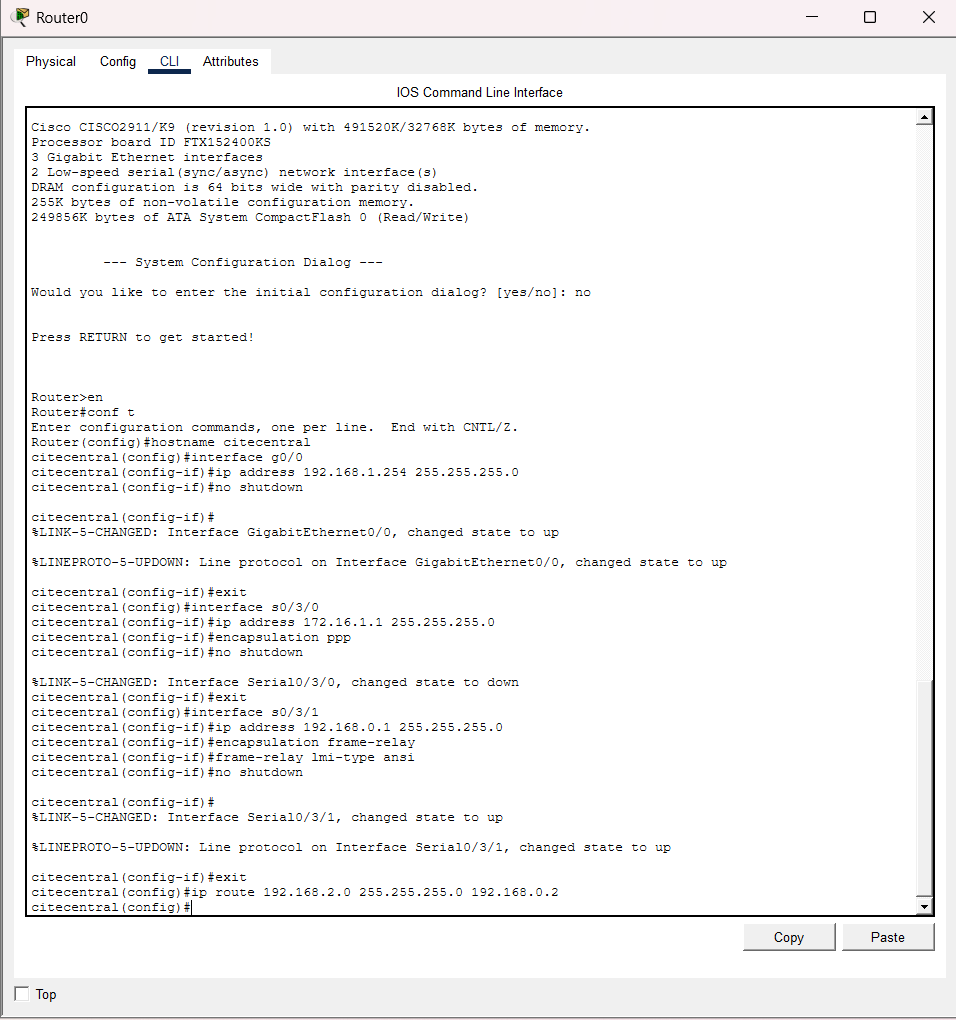 Router0
Physical Config CLI Attributes
IOS Command Line Interface
Cisco CISCO2911/K9 (revision 1.0) with 491520K/32768K bytes of memory.
Processor board ID FTX152400KS
3 Gigabit Ethernet interfaces
2 Low-speed serial(sync/async) network interface(s)
DRAM configuration is 64 bits wide with parity disabled.
255K bytes of non-volatile configuration memory.
249856K bytes of ATA System CompactFlash 0 (Read/Write)
--- System Configuration Dialog ---
Would you like to enter the initial configuration dialog? [yes/no]: no
Press RETURN to get started!
Router>en
Router#conf t
Enter configuration commands, one per line.  End with CNTL/Z.
Router(config)#hostname citecentral
citecentral(config)#interface g0/0
citecentral(config-if)#ip address 192.168.1.254 255.255.255.0
citecentral(config-if)#no shutdown
citecentral(config-if)#
%LINK-5-CHANGED: Interface GigabitEthernet0/0, changed state to up
%LINEPROTO-5-UPDOWN: Line protocol on Interface GigabitEthernet0/0, changed state to up
citecentral(config-if)#exit
citecentral(config)#interface s0/3/0
citecentral(config-if)#ip address 172.16.1.1 255.255.255.0
citecentral(config-if)#encapsulation ppp
citecentral(config-if)#no shutdown
%LINK-5-CHANGED: Interface Serial0/3/0, changed state to down
citecentral(config-if)#exit
citecentral(config)#interface s0/3/1
citecentral(config-if)#ip address 192.168.0.1 255.255.255.0
citecentral(config-if)#encapsulation frame-relay
citecentral(config-if)#frame-relay lmi-type ansi
citecentral(config-if)#no shutdown
citecentral(config-if)#
%LINK-5-CHANGED: Interface Serial0/3/1, changed state to up
%LINEPROTO-5-UPDOWN: Line protocol on Interface Serial0/3/1, changed state to up
citecentral(config-if)#exit
citecentral(config)#ip route 192.168.2.0 255.255.255.0 192.168.0.2
citecentral(config)#
Copy Paste
Top